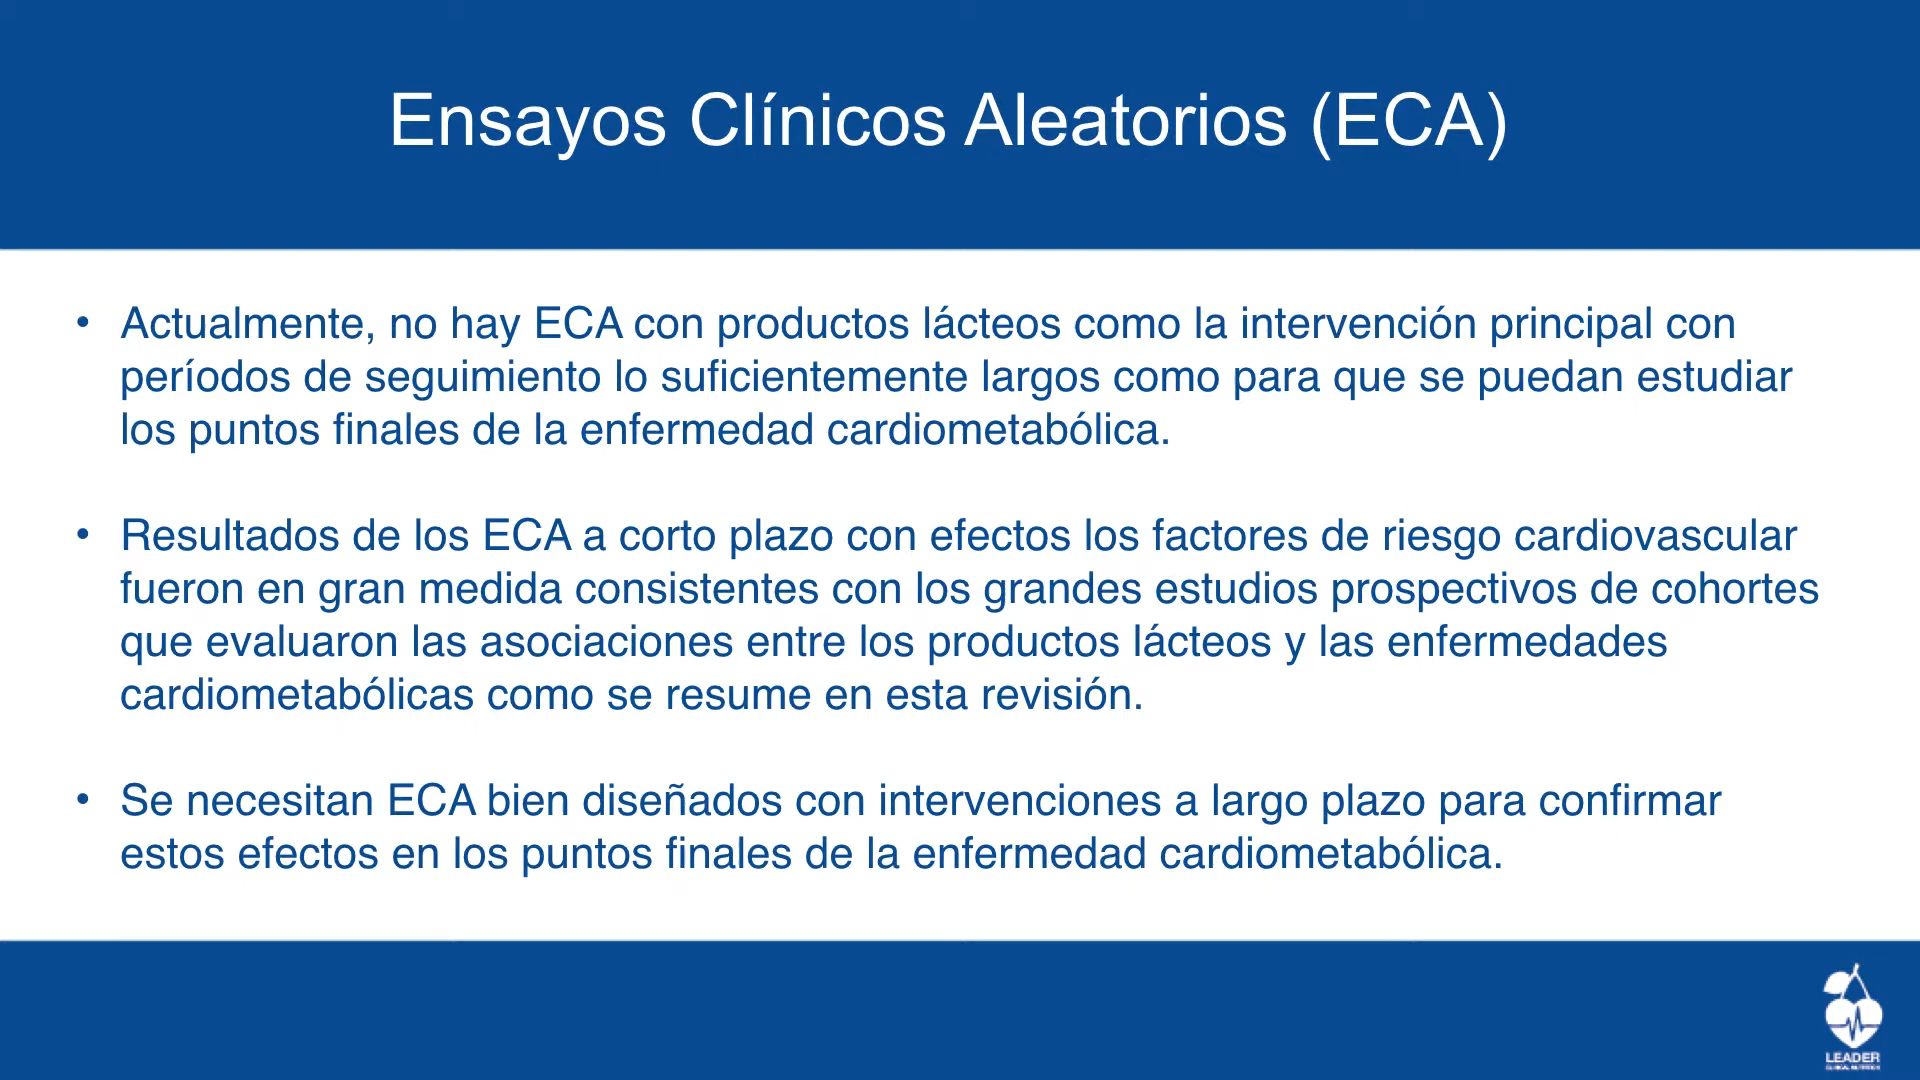 Ensayos Clínicos Aleatorios (ECA)
• Actualmente, no hay ECA con productos lácteos como la intervención principal con
períodos de seguimiento lo suficientemente largos como para que se puedan estudiar
los puntos finales de la enfermedad cardiometabólica.
• Resultados de los ECA a corto plazo con efectos los factores de riesgo cardiovascular
fueron en gran medida consistentes con los grandes estudios prospectivos de cohortes
que evaluaron las asociaciones entre los productos lácteos y las enfermedades
cardiometabólicas como se resume en esta revisión.
• Se necesitan ECA bien diseñados con intervenciones a largo plazo para confirmar
estos efectos en los puntos finales de la enfermedad cardiometabólica.
LEADER
CLINICAL NUTRITION